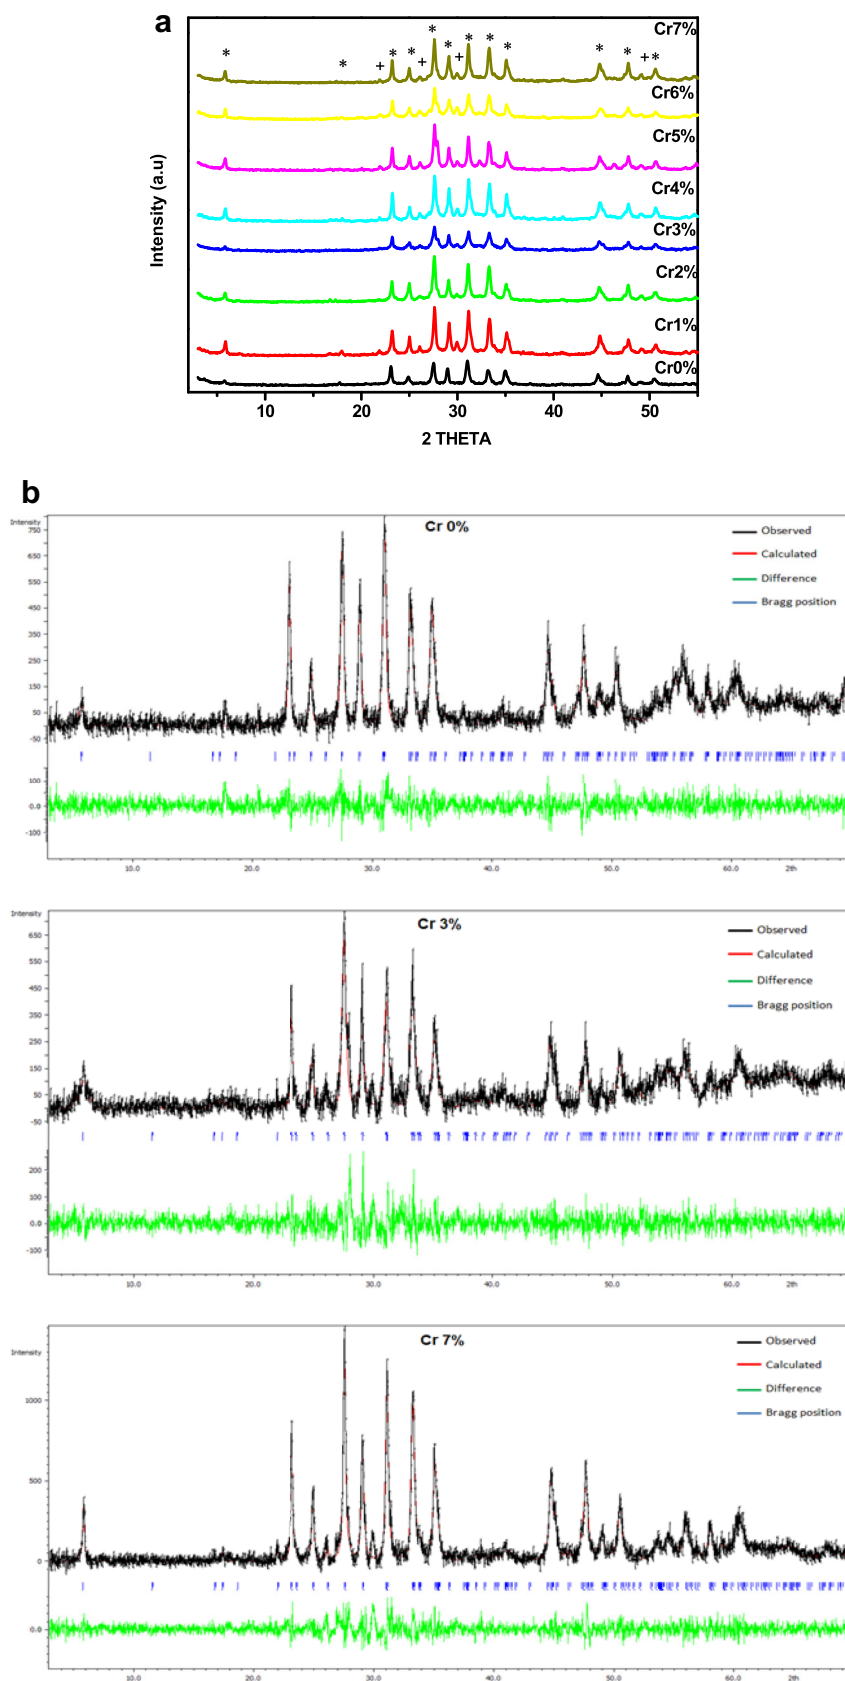 a
Cr7%
* * + * * + * * + * * * * * + *
Cr6%
Cr5%
Cr4%
Cr3%
Cr2%
Cr1%
Cr0%
Intensity (a.u)
10 20 30 40 50
2 THETA
b
Intensity
Cr 0%
750
650
550
450
350
250
150
50
-50
Observed
Calculated
Difference
Bragg position
100
0.0
-100
10.0 20.0 30.0 40.0 50.0 60.0 2th
Intensity
Cr 3%
650
550
450
350
250
150
50
-50
Observed
Calculated
Difference
Bragg position
200
100
0.0
-100
10.0 20.0 30.0 40.0 50.0 60.0 2th
Cr 7%
Intensity
1000
500
0
Observed
Calculated
Difference
Bragg position
0.0
10.0 20.0 30.0 40.0 50.0 60.0 2th